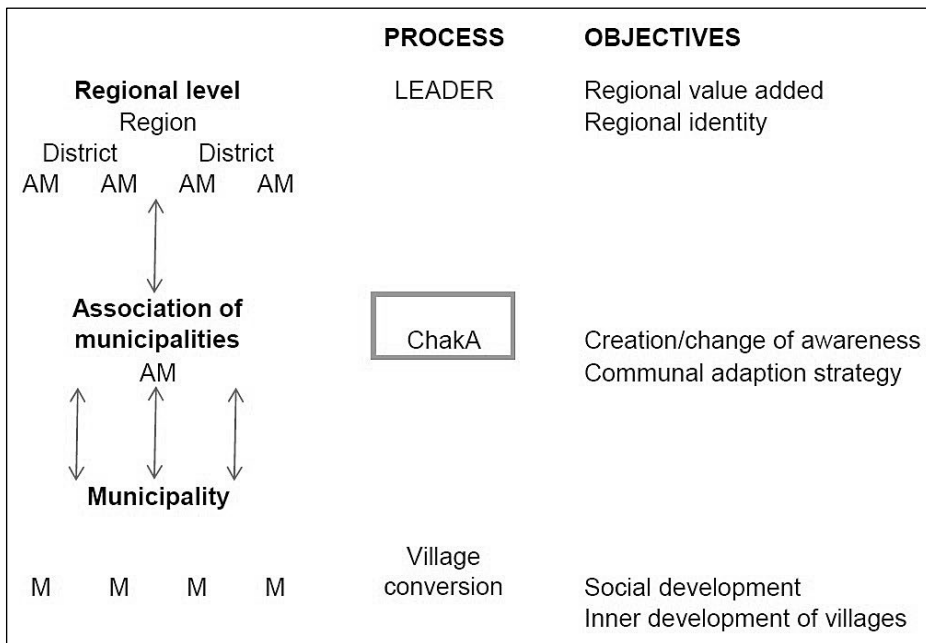 PROCESS OBJECTIVES
Regional level LEADER Regional value added
Region Regional identity
District District
AM AM AM AM
Association of
municipalities ChakA Creation/change of awareness
AM Communal adaption strategy
Municipality
Village
M M M M conversion Social development
Inner development of villages